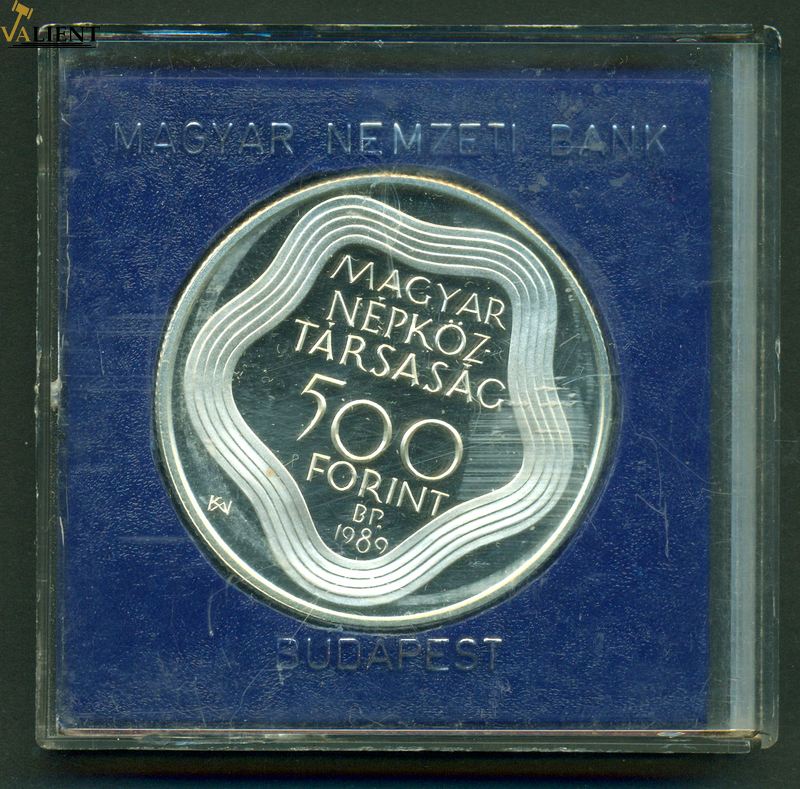 VALIENT
MAGYAR NEMZETI BANK
MAGYAR
NÉPKÖZ
TÁRSASÁG
500
FORINT
BP.
1989
BUDAPEST